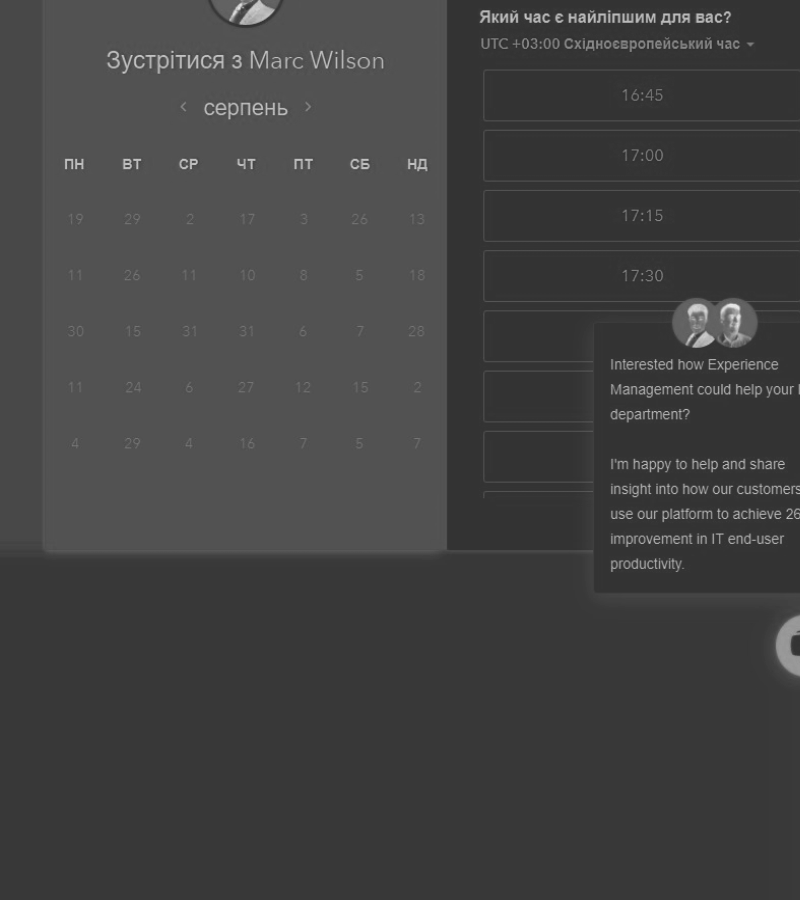 Зустрітися з Marc Wilson
серпень
ПН ВТ СР ЧТ ПТ СБ НД
19 29 2 17 3 26 13
11 26 11 10 8 5 18
30 15 31 31 6 7 28
11 24 6 27 12 15 2
4 29 4 16 7 5 7
Який час є найліпшим для вас?
UTC +03:00 Східноєвропейський час
16:45
17:00
17:15
17:30
Interested how Experience
Management could help your
department?
I'm happy to help and share
insight into how our customers
use our platform to achieve 26
improvement in IT end-user
productivity.